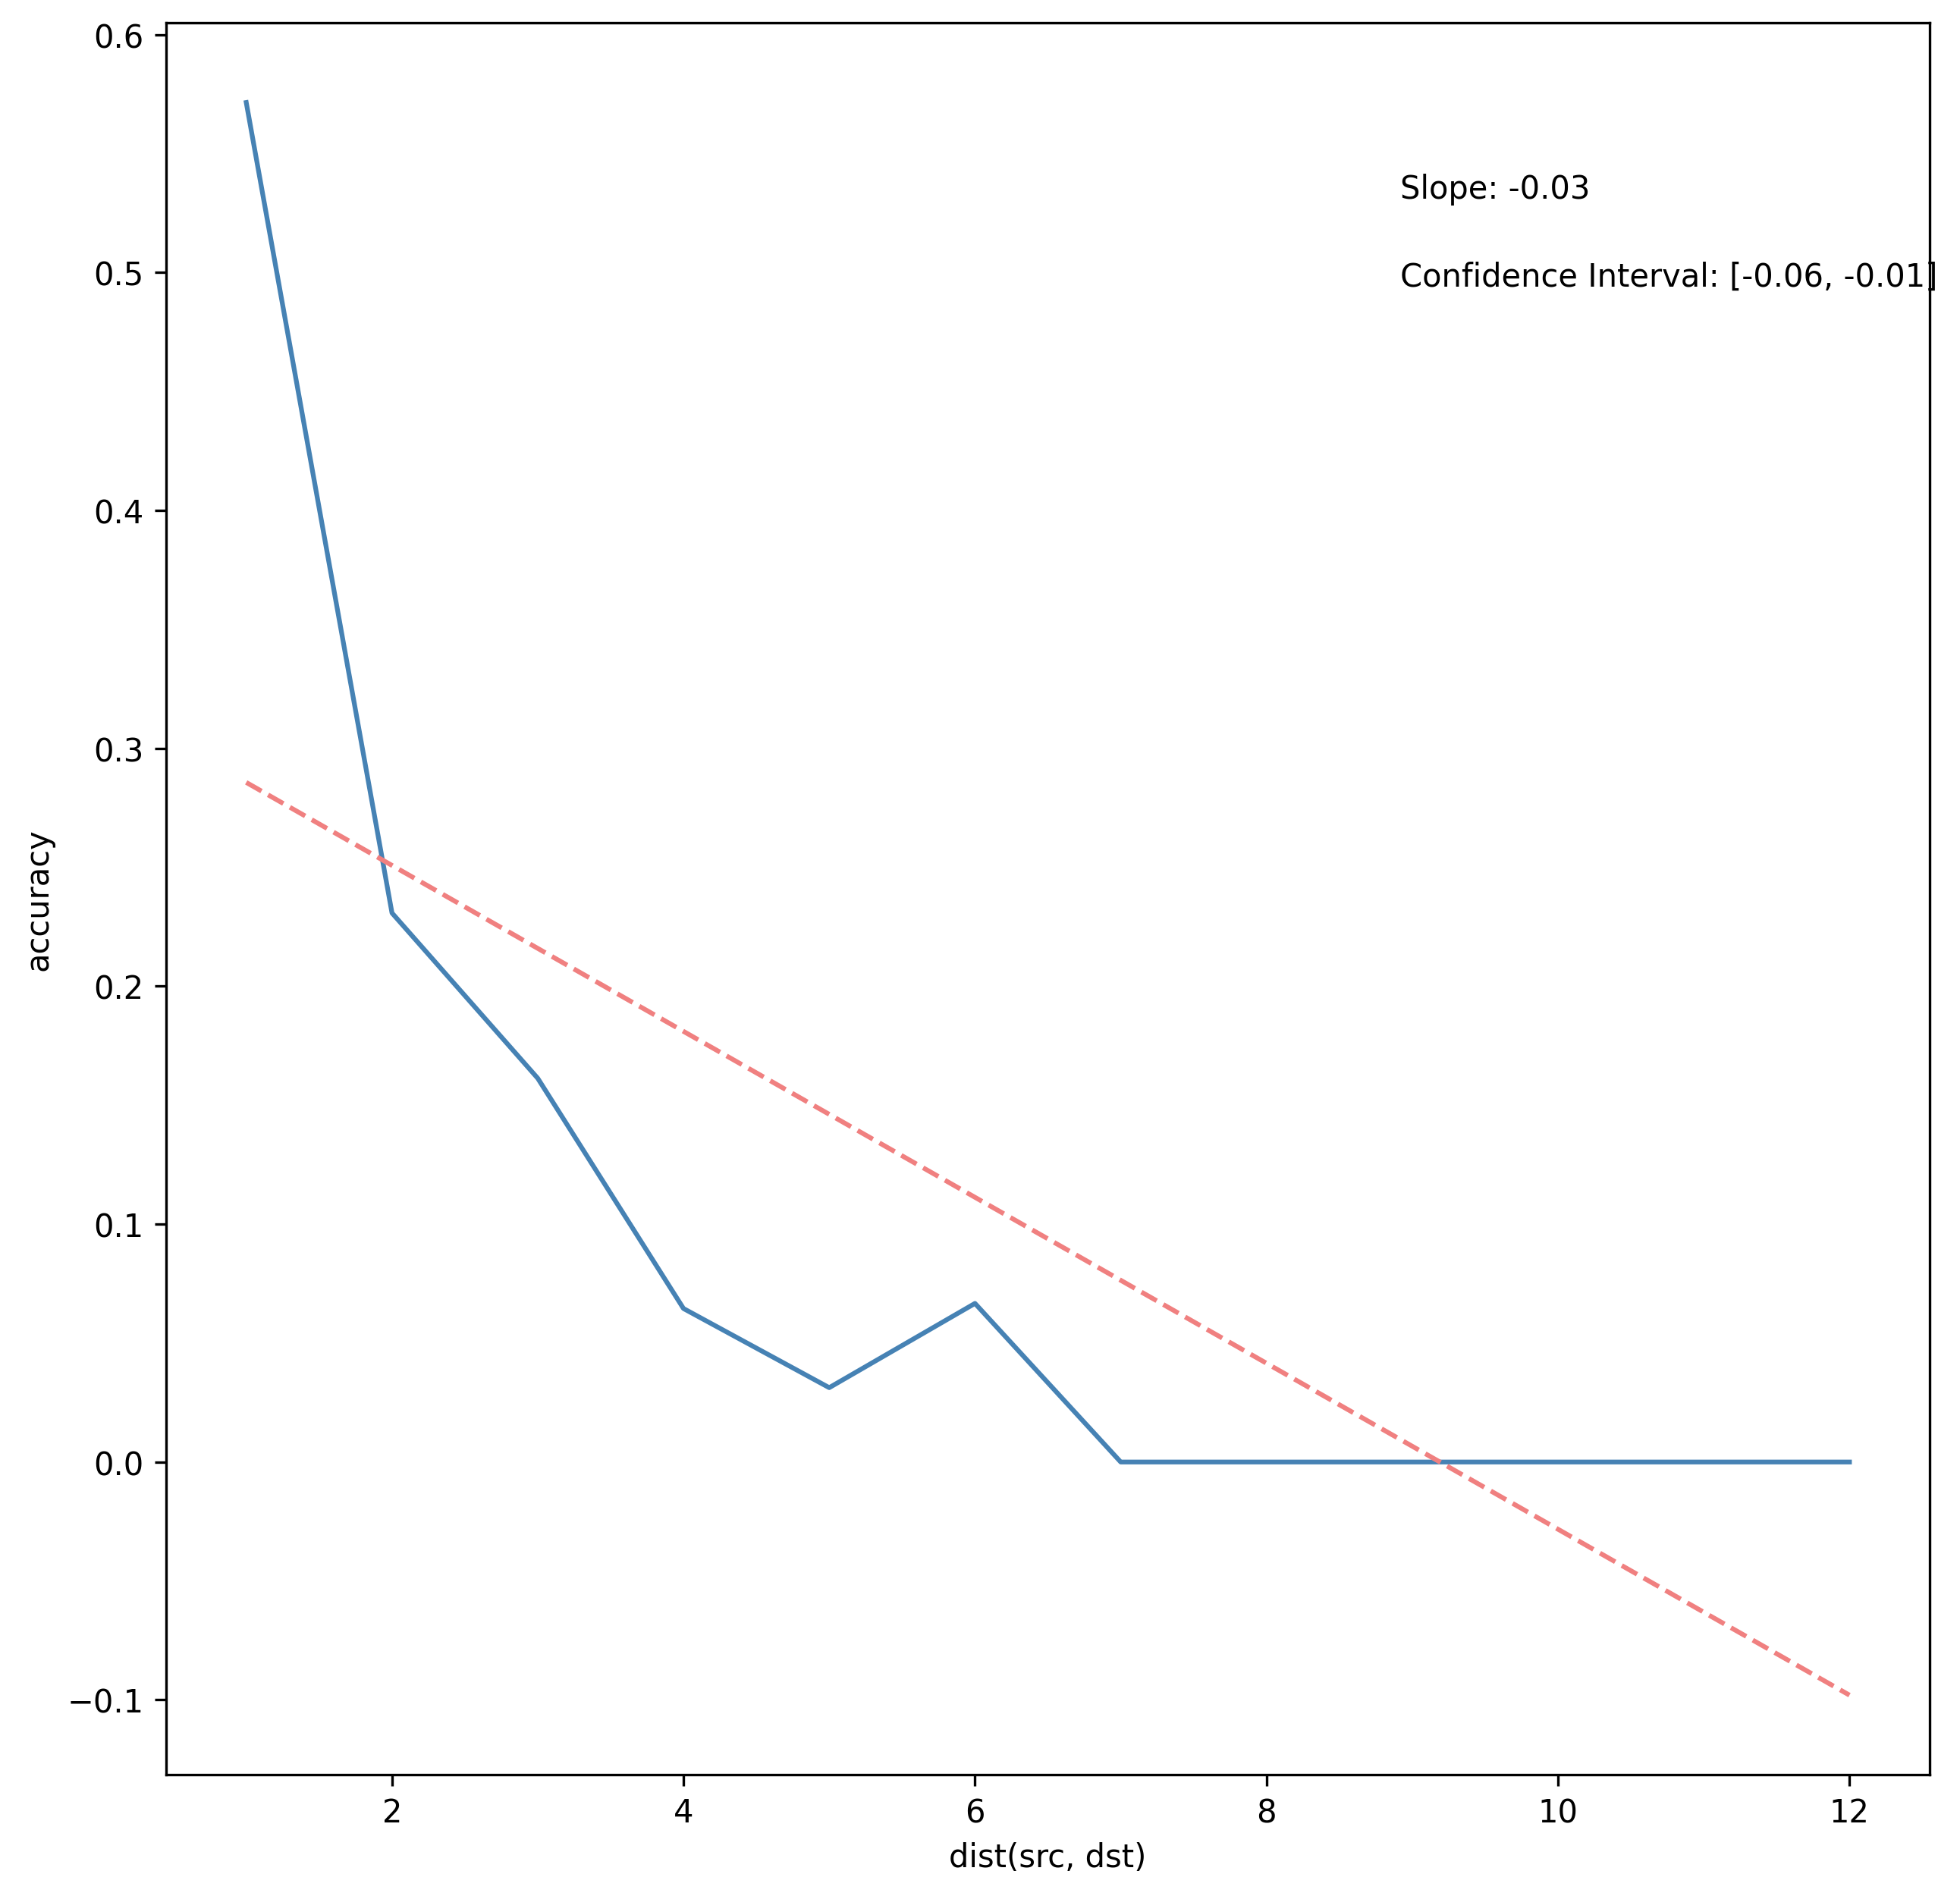 0.6
0.5
0.4
0.3
0.2
0.1
0.0
−0.1
accuracy
Slope: -0.03
Confidence Interval: [-0.06, -0.01]
2 4 6 8 10 12
dist(src, dst)